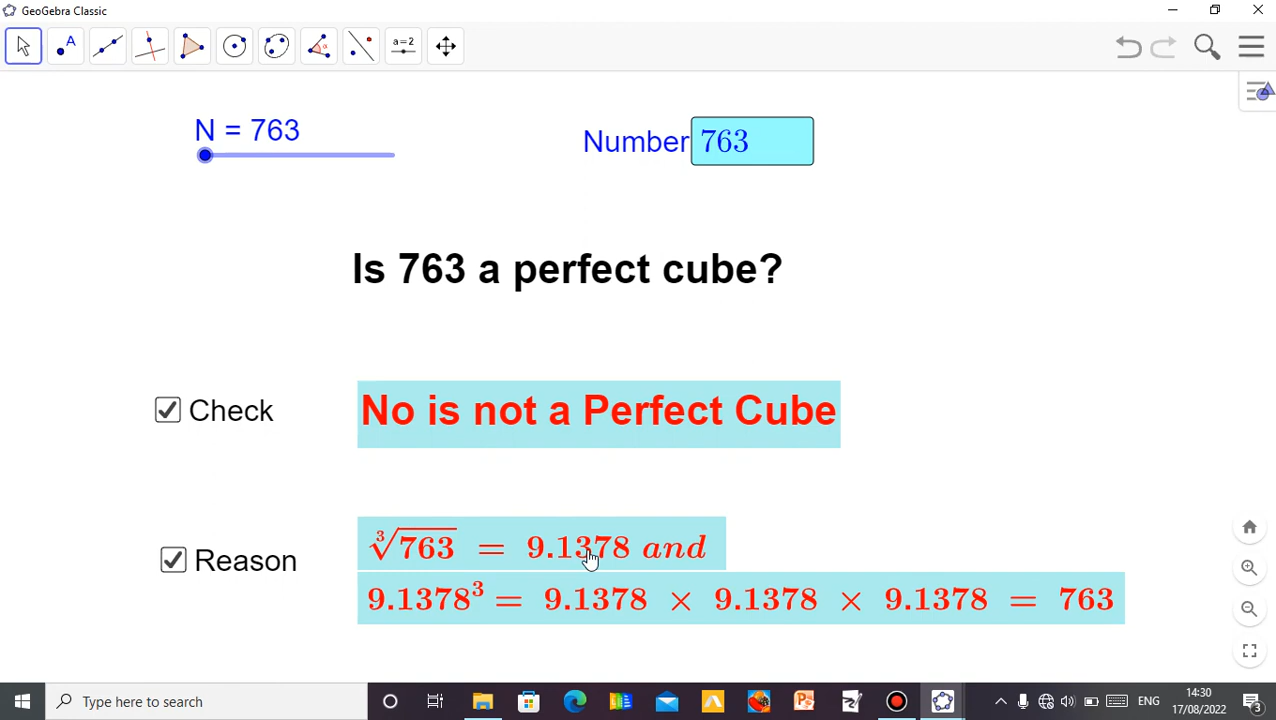 GeoGebra Classic
A
a=2
N = 763
Number 763
Is 763 a perfect cube?
Check
No is not a Perfect Cube
Reason
∛763 = 9.1378 and
9.1378³ = 9.1378 × 9.1378 × 9.1378 = 763
Type here to search
ENG
14:30
17/08/2022
3